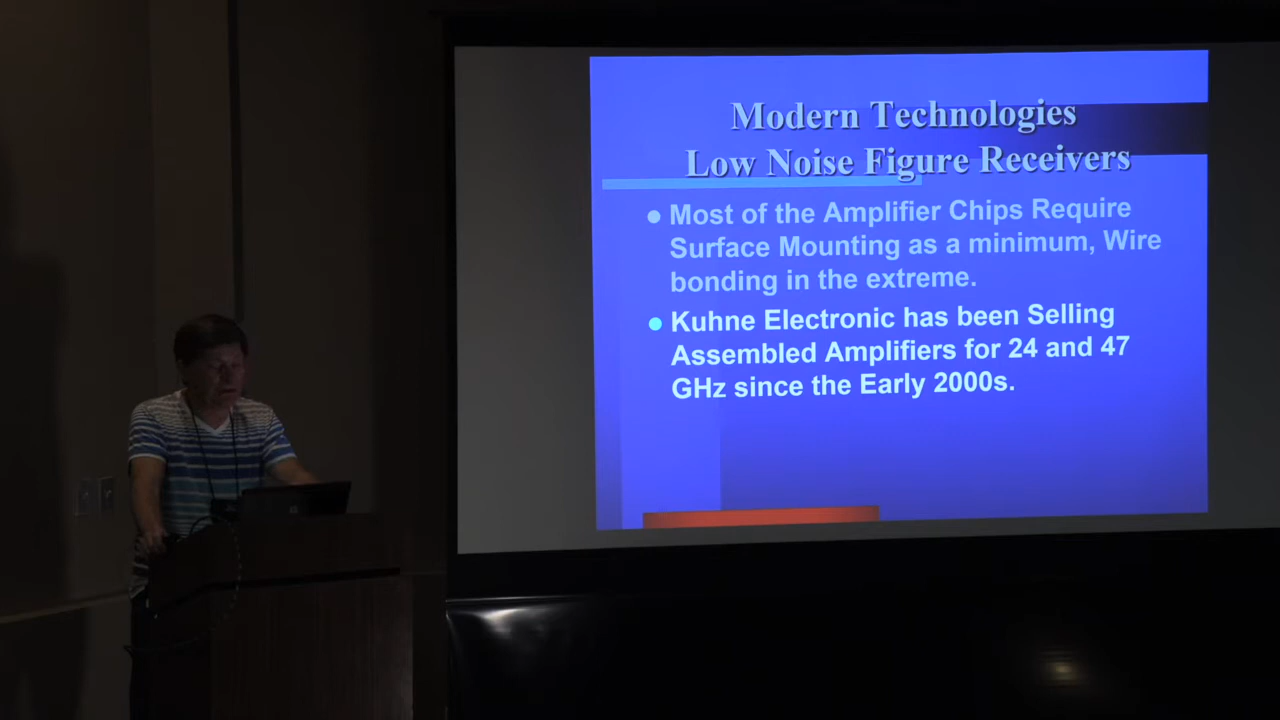 Modern Technologies
Low Noise Figure Receivers
● Most of the Amplifier Chips Require
Surface Mounting as a minimum, Wire
bonding in the extreme.
● Kuhne Electronic has been Selling
Assembled Amplifiers for 24 and 47
GHz since the Early 2000s.